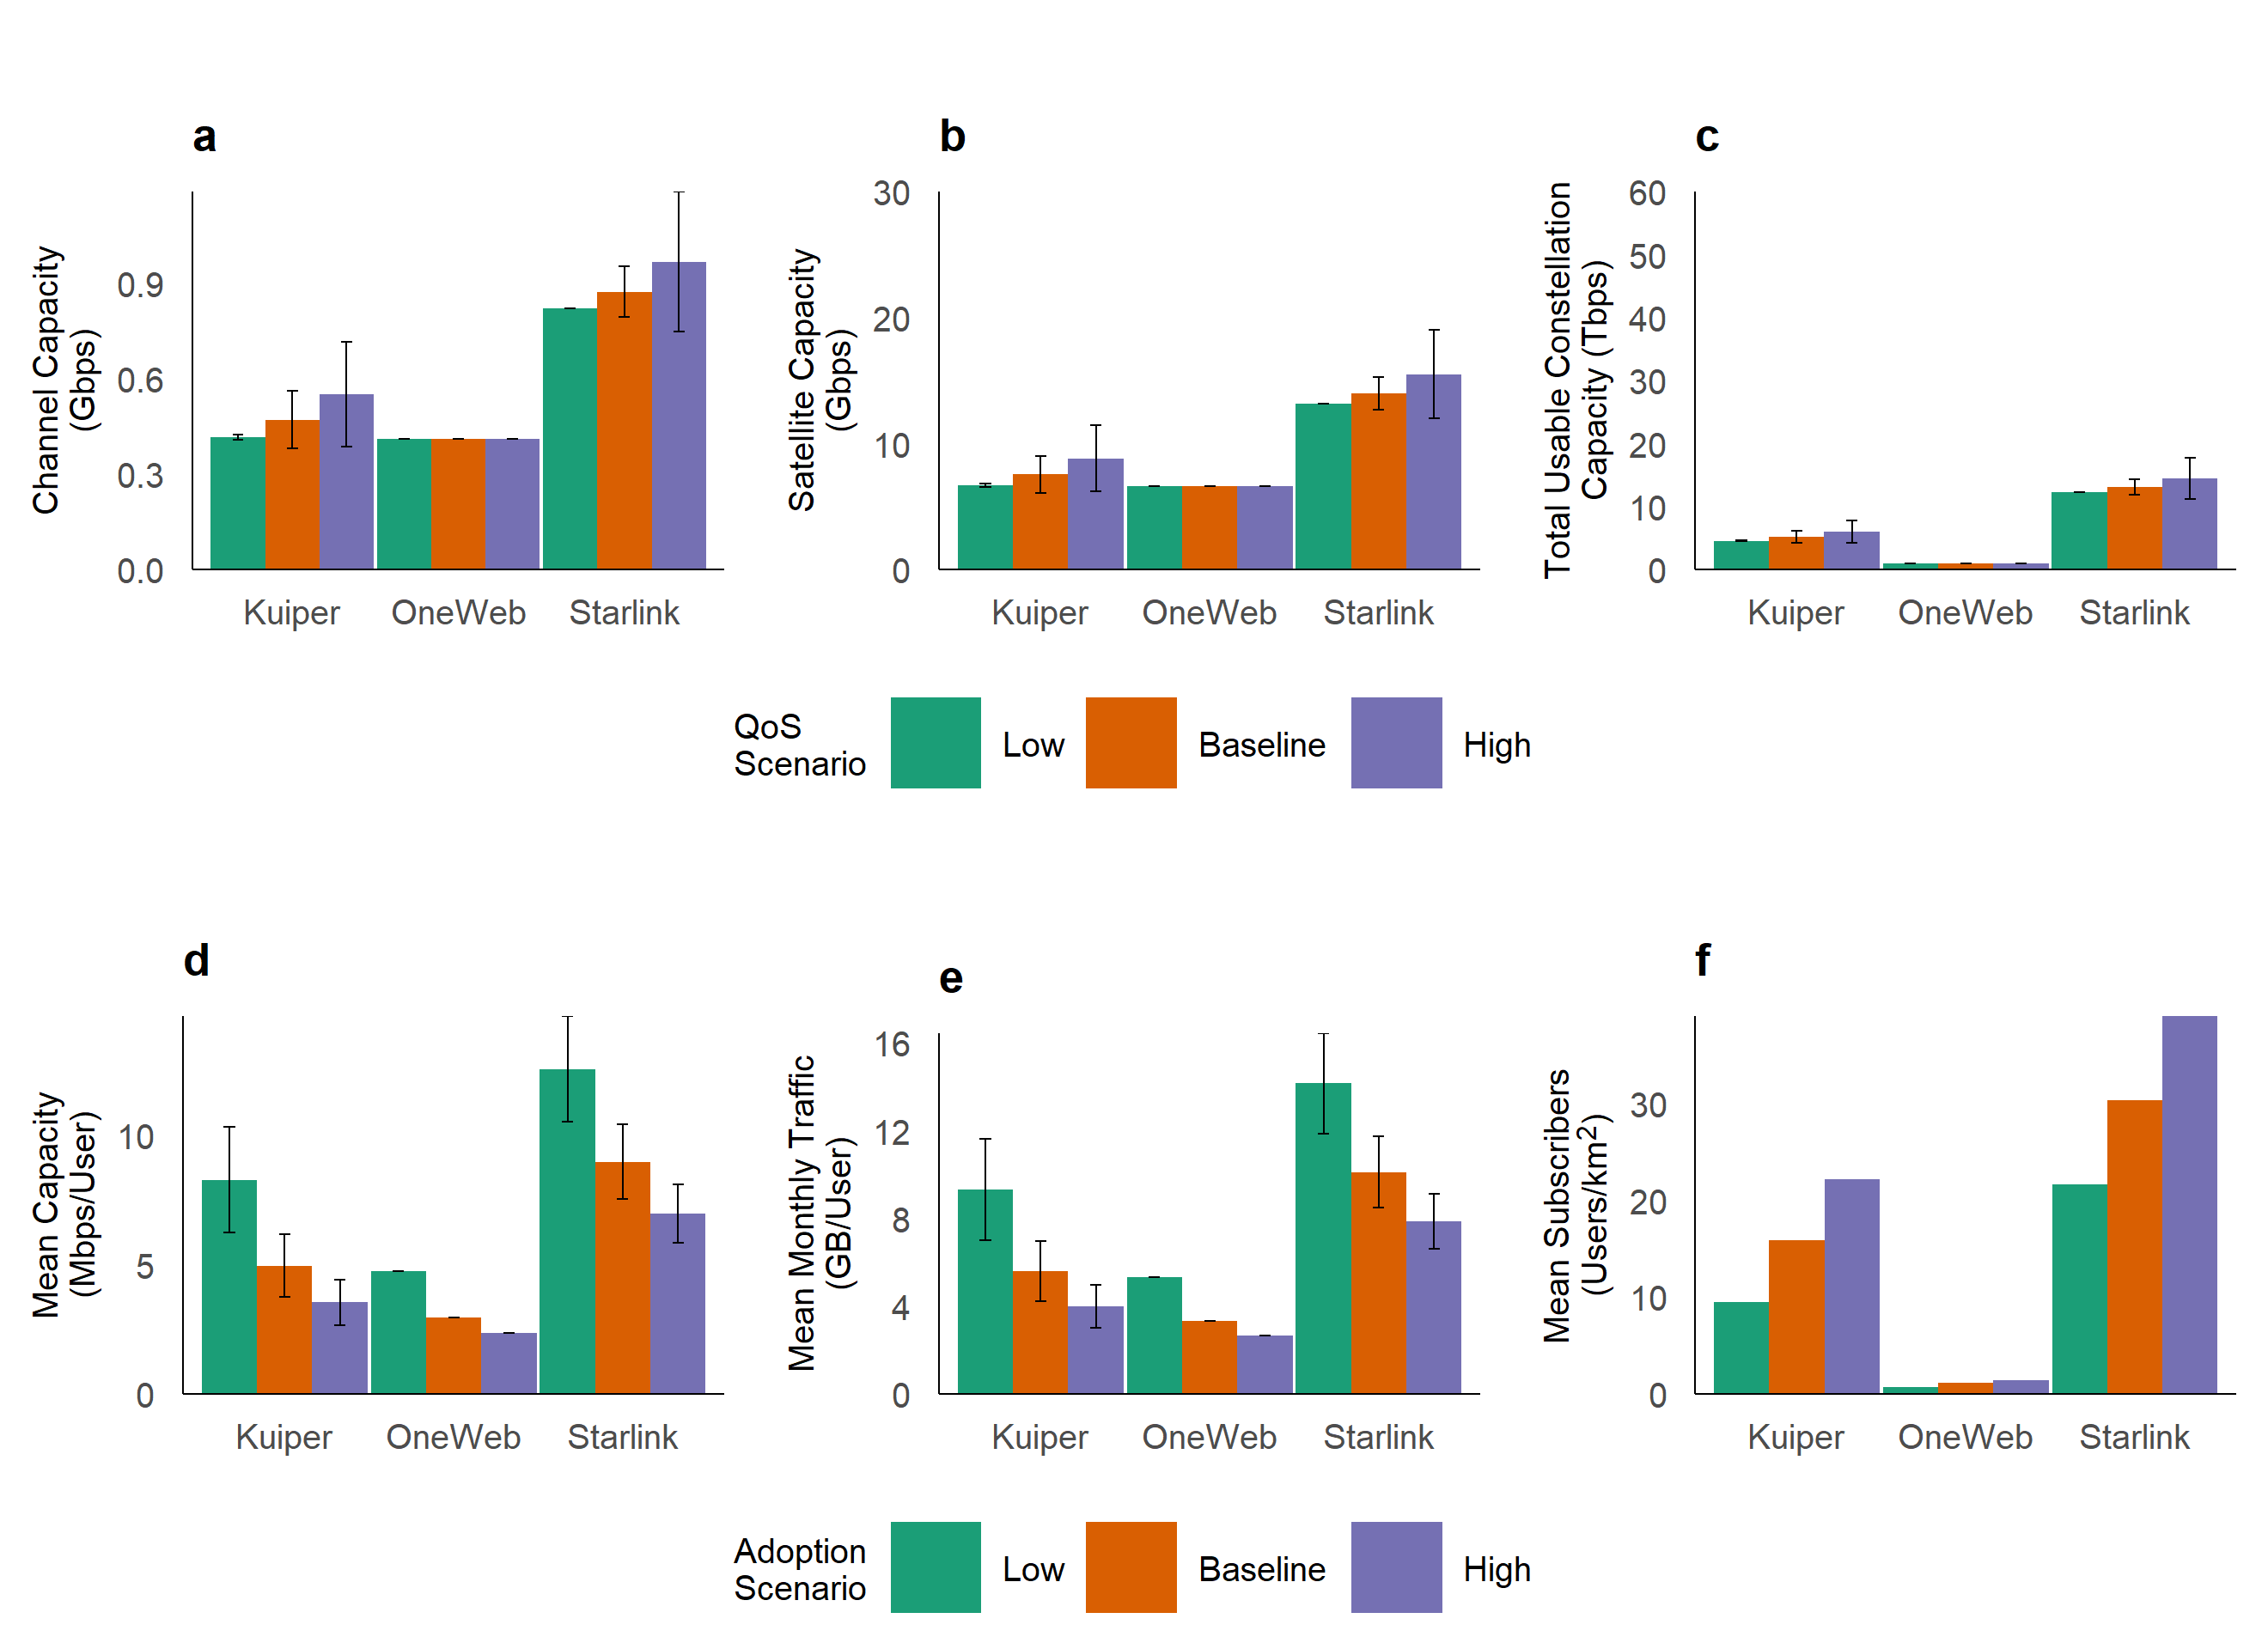 a
b
c
Channel Capacity
(Gbps)
0.9
0.6
0.3
0.0
Kuiper
OneWeb
Starlink
Satellite Capacity
(Gbps)
30
20
10
0
Kuiper
OneWeb
Starlink
Total Usable Constellation
Capacity (Tbps)
60
50
40
30
20
10
0
Kuiper
OneWeb
Starlink
QoS
Scenario
Low
Baseline
High
d
e
f
Mean Capacity
(Mbps/User)
10
5
0
Kuiper
OneWeb
Starlink
Mean Monthly Traffic
(GB/User)
16
12
8
4
0
Kuiper
OneWeb
Starlink
Mean Subscribers
(Users/km²)
30
20
10
0
Kuiper
OneWeb
Starlink
Adoption
Scenario
Low
Baseline
High